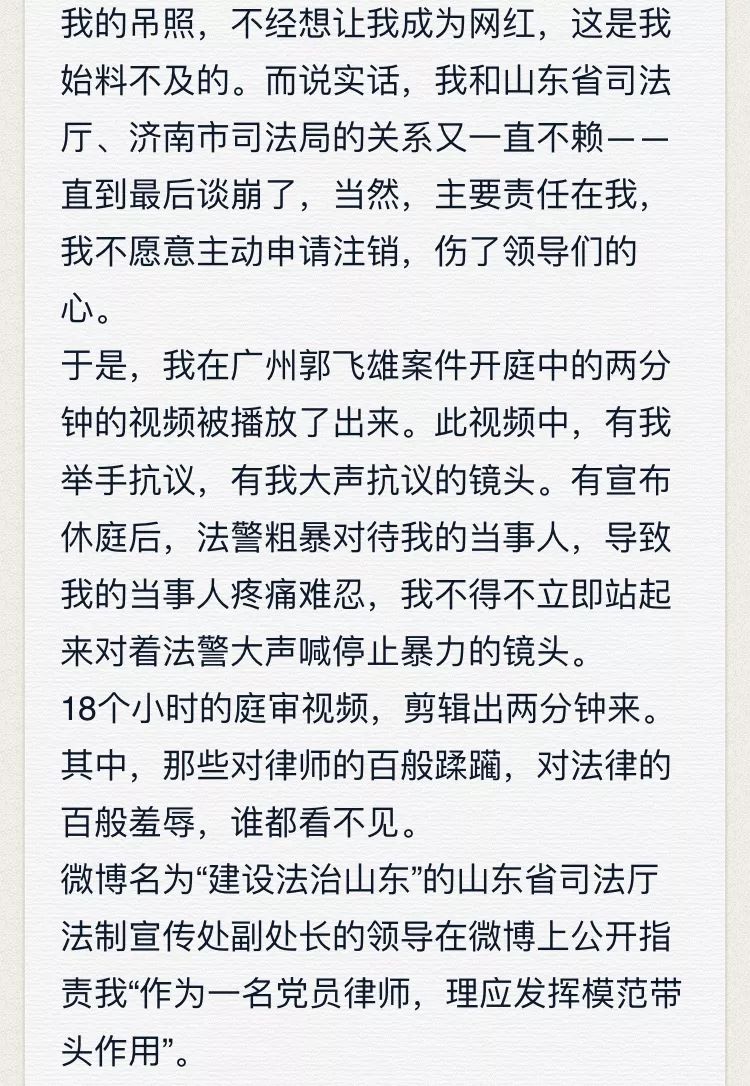 我的吊照，不经想让我成为网红，这是我
始料不及的。而说实话，我和山东省司法
厅、济南市司法局的关系又一直不赖——
直到最后谈崩了，当然，主要责任在我，
我不愿意主动申请注销，伤了领导们的
心。
于是，我在广州郭飞雄案件开庭中的两分
钟的视频被播放了出来。此视频中，有我
举手抗议，有我大声抗议的镜头。有宣布
休庭后，法警粗暴对待我的当事人，导致
我的当事人疼痛难忍，我不得不立即站起
来对着法警大声喊停止暴力的镜头。
18个小时的庭审视频，剪辑出两分钟来。
其中，那些对律师的百般蹂躏，对法律的
百般羞辱，谁都看不见。
微博名为“建设法治山东”的山东省司法厅
法制宣传处副处长的领导在微博上公开指
责我“作为一名党员律师，理应发挥模范带
头作用”。